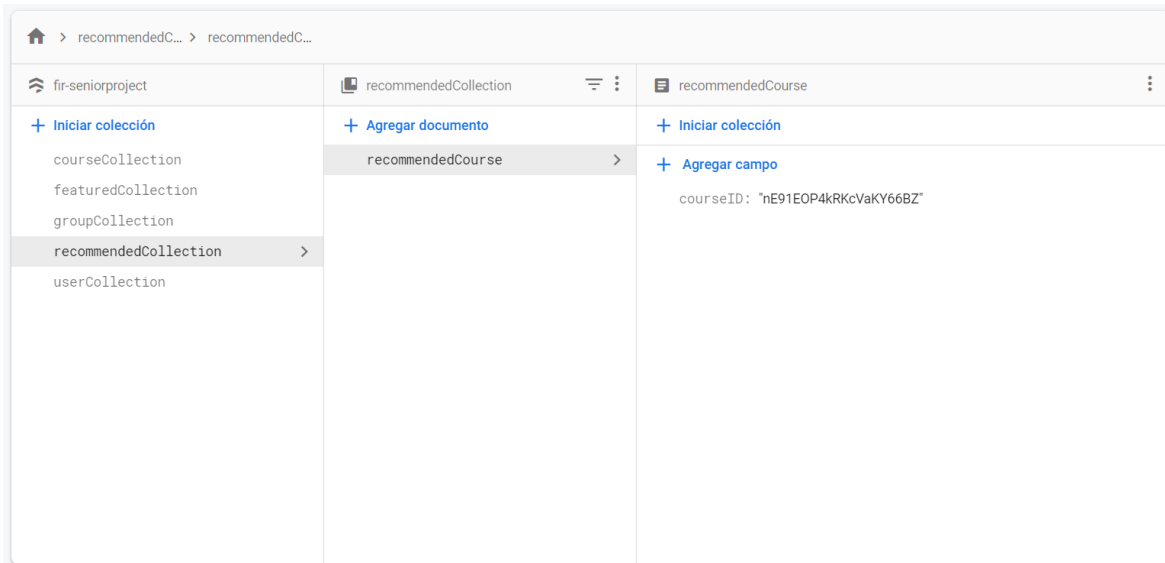 recommendedC... > recommendedC...
fir-seniorproject
+ Iniciar colección
courseCollection
featuredCollection
groupCollection
recommendedCollection >
userCollection
recommendedCollection
+ Agregar documento
recommendedCourse >
recommendedCourse
+ Iniciar colección
+ Agregar campo
courseID: "nE91EOP4kRKcVaKY66BZ"